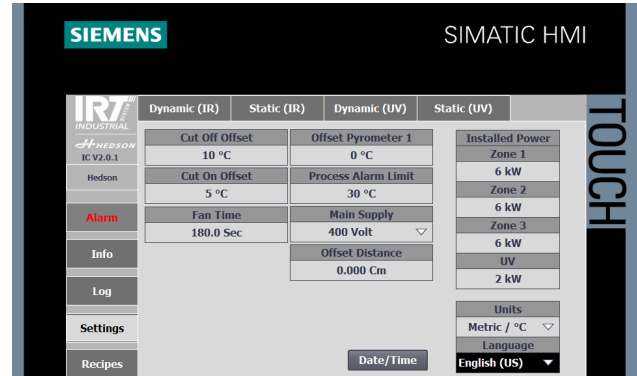 SIEMENS
SIMATIC HMI
TOUCH
IRT SYSTEM
INDUSTRIAL
HEDSON
IC V2.0.1
Hedson
Alarm
Info
Log
Settings
Recipes
Dynamic (IR)
Static (IR)
Dynamic (UV)
Static (UV)
Cut Off Offset
10 °C
Cut On Offset
5 °C
Fan Time
180.0 Sec
Offset Pyrometer 1
0 °C
Process Alarm Limit
30 °C
Main Supply
400 Volt
Offset Distance
0.000 Cm
Date/Time
Installed Power
Zone 1
6 kW
Zone 2
6 kW
Zone 3
6 kW
UV
2 kW
Units
Metric / °C
Language
English (US)